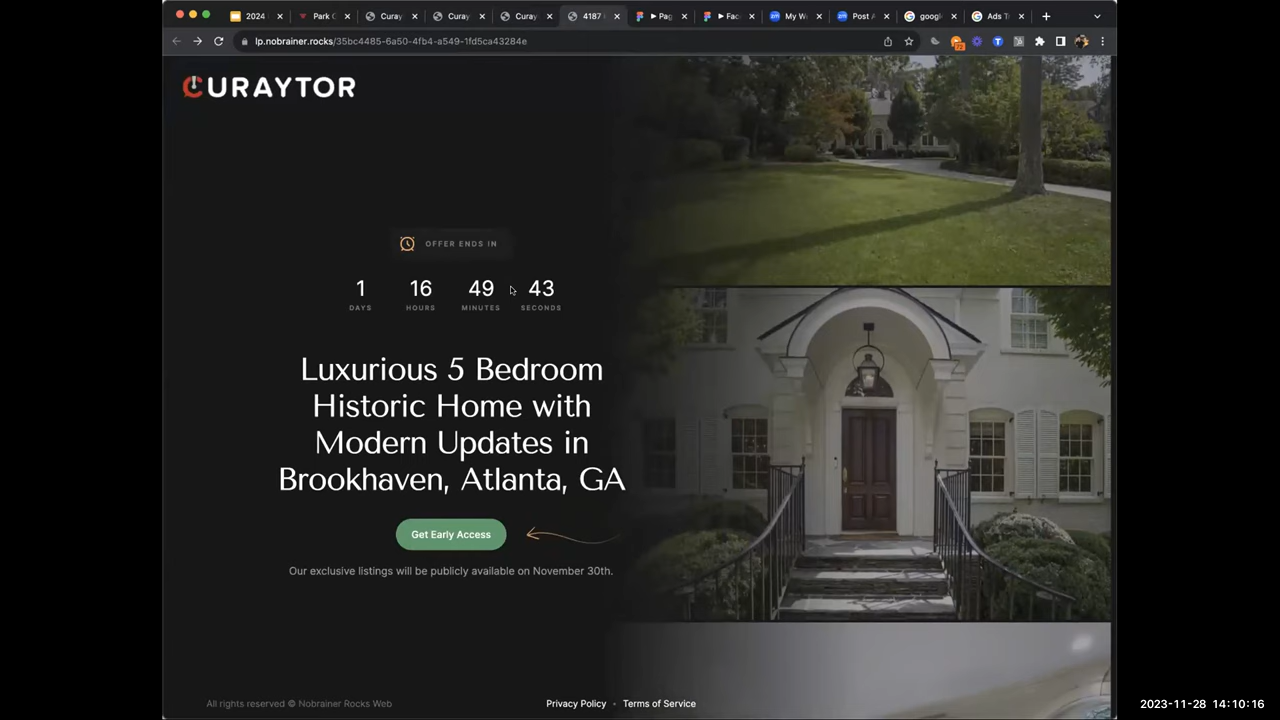 2024
Park C
Curay
Curay
Curay
4187
Pag
Fac
My W
Post A
googl
Ads T
lp.nobrainer.rocks/35bc4485-6a50-4fb4-a549-1fd5ca43284e
72
CURAYTOR
OFFER ENDS IN
1 16 49 43
DAYS HOURS MINUTES SECONDS
Luxurious 5 Bedroom
Historic Home with
Modern Updates in
Brookhaven, Atlanta, GA
Get Early Access
Our exclusive listings will be publicly available on November 30th.
All rights reserved © Nobrainer Rocks Web
Privacy Policy • Terms of Service
2023-11-28 14:10:16